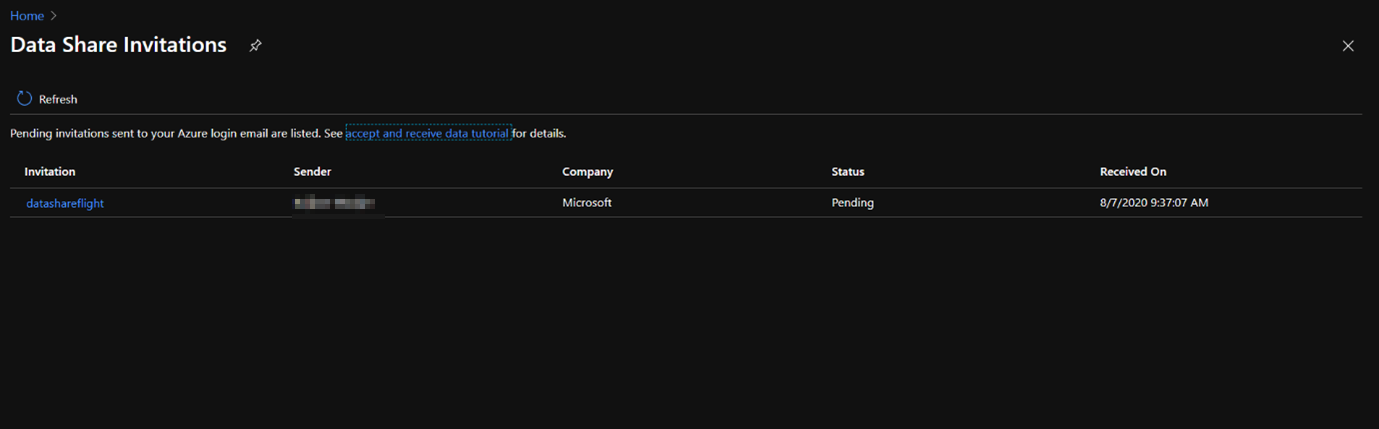 Home >
Data Share Invitations
Refresh
Pending invitations sent to your Azure login email are listed. See accept and receive data tutorial for details.
Invitation Sender Company Status Received On
datashareflight Microsoft Pending 8/7/2020 9:37:07 AM